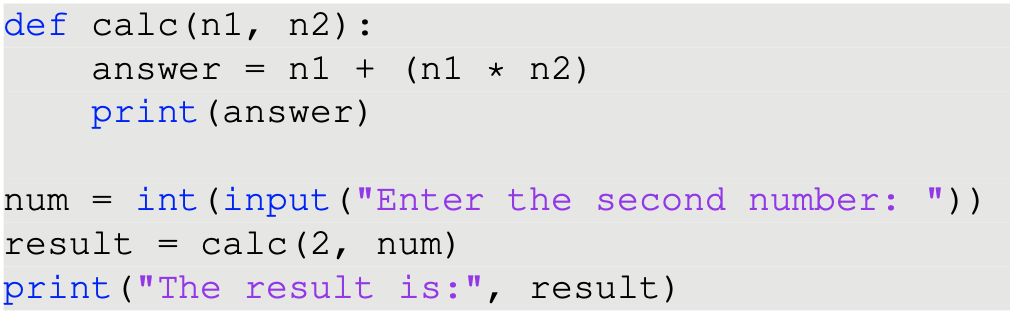 def calc(n1, n2):
    answer = n1 + (n1 * n2)
    print(answer)

num = int(input("Enter the second number: "))
result = calc(2, num)
print("The result is:", result)